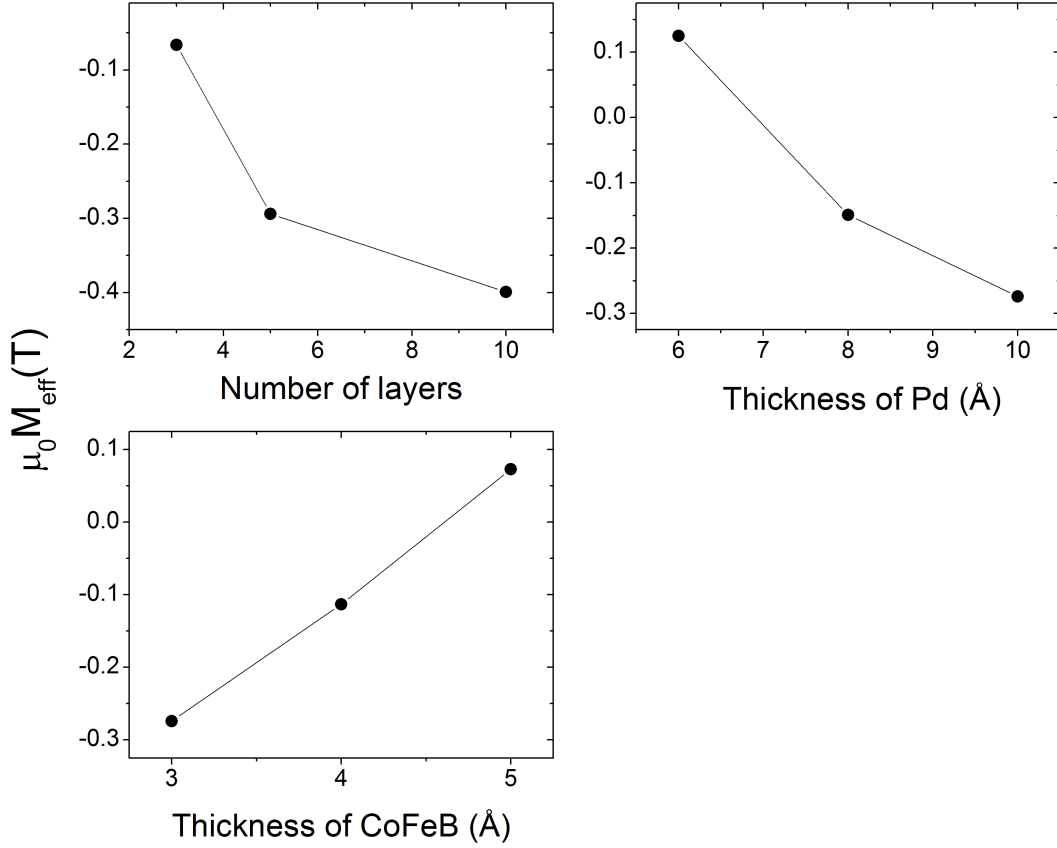 -0.1
-0.2
-0.3
-0.4
2 4 6 8 10
Number of layers
0.1
0.0
-0.1
-0.2
-0.3
6 7 8 9 10
Thickness of Pd (Å)
μ0Meff(T)
0.1
0.0
-0.1
-0.2
-0.3
3 4 5
Thickness of CoFeB (Å)